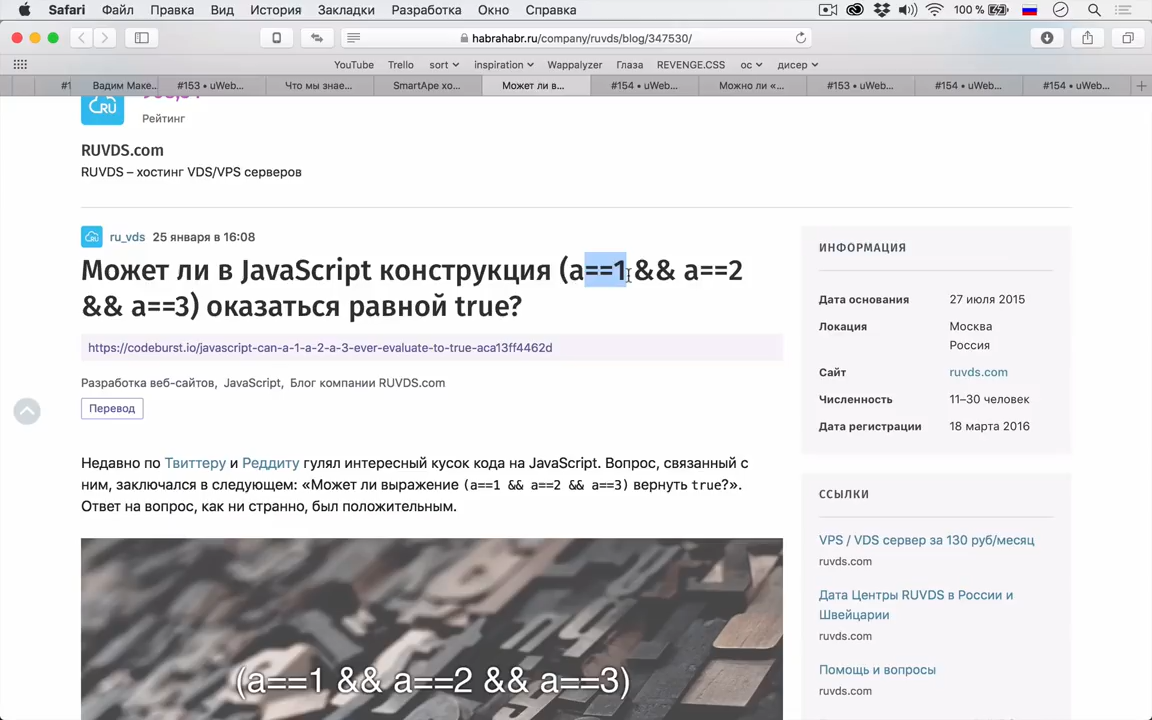 Safari Файл Правка Вид История Закладки Разработка Окно Справка 100 %
habrahabr.ru/company/ruvds/blog/347530/
YouTube Trello sort inspiration Wappalyzer Глаза REVENGE.CSS ос дисер
#1 Вадим Маке... #153 • uWeb... Что мы знае... SmartApe хо... Может ли в... #154 • uWeb... Можно ли «... #153 • uWeb... #154 • uWeb... #154 • uWeb...
RU
Рейтинг
RUVDS.com
RUVDS – хостинг VDS/VPS серверов
RU ru_vds 25 января в 16:08
Может ли в JavaScript конструкция (a==1 && a==2
&& a==3) оказаться равной true?
https://codeburst.io/javascript-can-a-1-a-2-a-3-ever-evaluate-to-true-aca13ff4462d
Разработка веб-сайтов, JavaScript, Блог компании RUVDS.com
Перевод
Недавно по Твиттеру и Реддиту гулял интересный кусок кода на JavaScript. Вопрос, связанный с
ним, заключался в следующем: «Может ли выражение (a==1 && a==2 && a==3) вернуть true?».
Ответ на вопрос, как ни странно, был положительным.
(a==1 && a==2 && a==3)
ИНФОРМАЦИЯ
Дата основания 27 июля 2015
Локация Москва
Россия
Сайт ruvds.com
Численность 11–30 человек
Дата регистрации 18 марта 2016
ССЫЛКИ
VPS / VDS сервер за 130 руб/месяц
ruvds.com
Дата Центры RUVDS в России и
Швейцарии
ruvds.com
Помощь и вопросы
ruvds.com